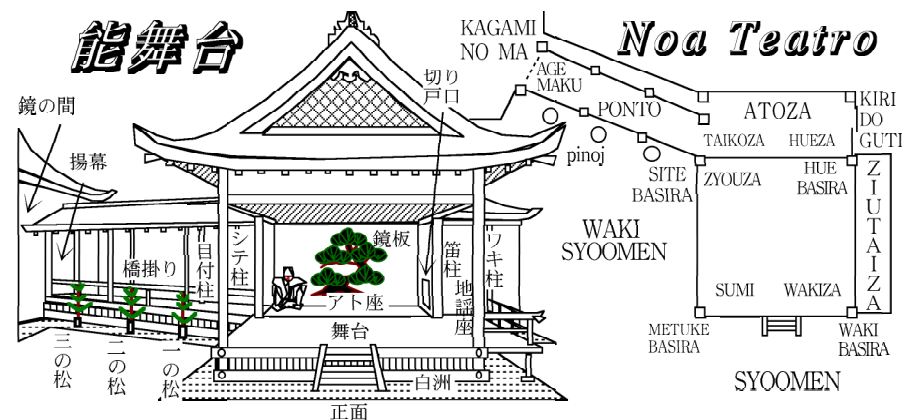 能舞台
鏡の間
揚幕
橋掛り
目付柱
シテ柱
切り
戸口
鏡板
アト座
笛柱
地謡座
ワキ柱
舞台
三の松
二の松
一の松
白洲
正面
Noa Teatro
KAGAMI
NO MA
AGE
MAKU
PONTO
pinoj
ATOZA
TAIKOZA
HUEZA
KIRI
DO
GUTI
SITE
BASIRA
ZYOUZA
HUE
BASIRA
ZIUTAIZA
WAKI
SYOOMEN
SUMI
WAKIZA
METUKE
BASIRA
WAKI
BASIRA
SYOOMEN